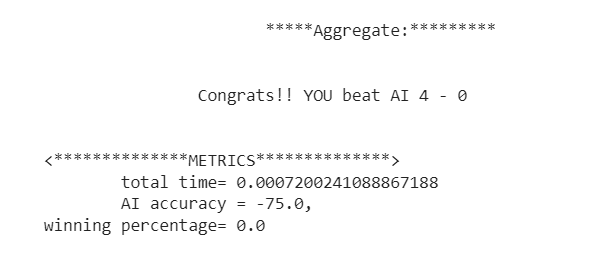 *****Aggregate:*********
Congrats!! YOU beat AI 4 - 0
<**************METRICS**************>
total time= 0.0007200241088867188
AI accuracy = -75.0,
winning percentage= 0.0